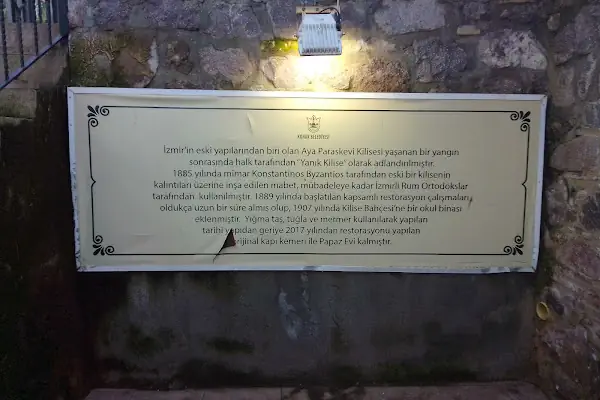 İzmir'in eski yapılarından biri olan Aya Paraskevi Kilisesi yaşanan bir yangın
sonrasında halk tarafından "Yanık Kilise" olarak adlandırılmıştır.
1885 yılında mimar Konstantinos Byzantios tarafından eski bir kilisenin
kalıntıları üzerine inşa edilen mabet, mübadeleye kadar İzmirli Rum Ortodokslar
tarafından kullanılmıştır. 1889 yılında başlatılan kapsamlı restorasyon çalışmaları
oldukça uzun bir süre almış olup, 1907 yılında Kilise Bahçesi'ne bir okul binası
eklenmiştir. Yığma taş, tuğla ve mermer kullanılarak yapılan
tarihi yapıdan geriye 2017 yılından restorasyonu yapılan
rijinal kapı kemeri ile Papaz Evi kalmıştır.